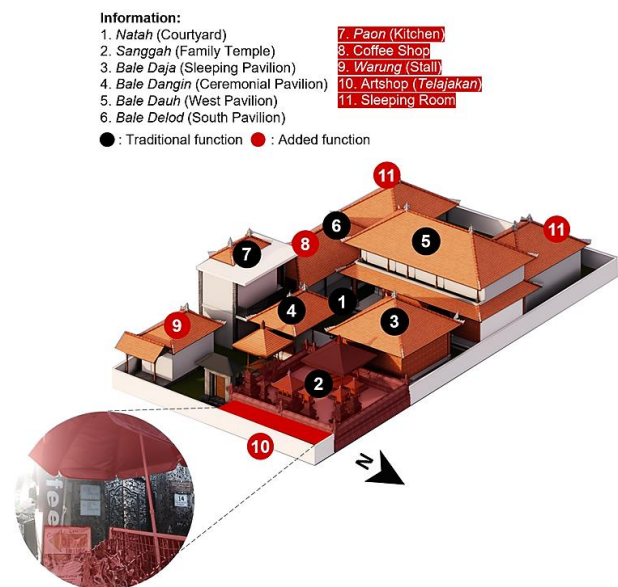 Information:
1. Natah (Courtyard)
2. Sanggah (Family Temple)
3. Bale Daja (Sleeping Pavilion)
4. Bale Dangin (Ceremonial Pavilion)
5. Bale Dauh (West Pavilion)
6. Bale Delod (South Pavilion)
7. Paon (Kitchen)
8. Coffee Shop
9. Warung (Stall)
10. Artshop (Telajakan)
11. Sleeping Room
: Traditional function : Added function
11
6
11
8
5
7
1
4
3
9
2
10
N
fee
14